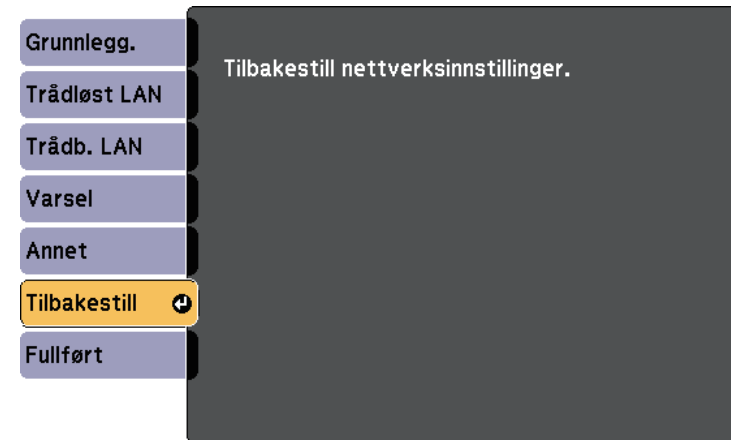 Grunnlegg.
Trådløst LAN
Trådb. LAN
Varsel
Annet
Tilbakestill
Fullført
Tilbakestill nettverksinnstillinger.